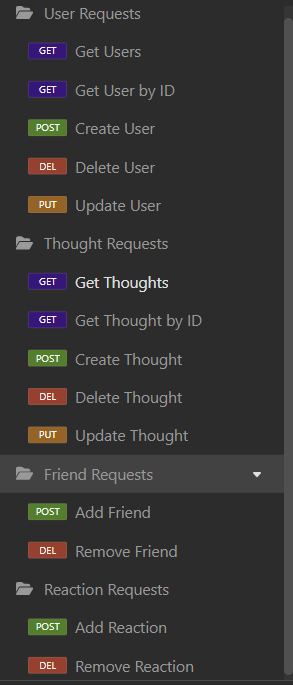 User Requests
GET Get Users
GET Get User by ID
POST Create User
DEL Delete User
PUT Update User
Thought Requests
GET Get Thoughts
GET Get Thought by ID
POST Create Thought
DEL Delete Thought
PUT Update Thought
Friend Requests
POST Add Friend
DEL Remove Friend
Reaction Requests
POST Add Reaction
DEL Remove Reaction